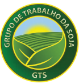 GRUPO DE TRABALHO DA SOJA
GTS